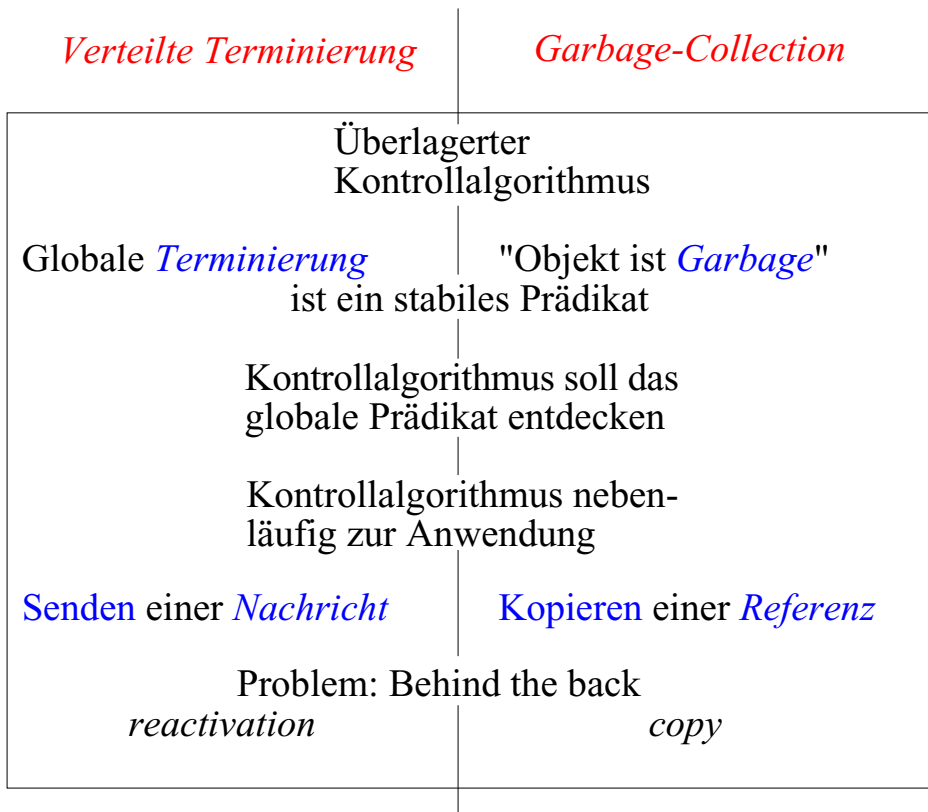 Verteilte Terminierung Garbage-Collection
Überlagerter
Kontrollalgorithmus
Globale Terminierung "Objekt ist Garbage"
ist ein stabiles Prädikat
Kontrollalgorithmus soll das
globale Prädikat entdecken
Kontrollalgorithmus neben-
läufig zur Anwendung
Senden einer Nachricht Kopieren einer Referenz
Problem: Behind the back
reactivation copy